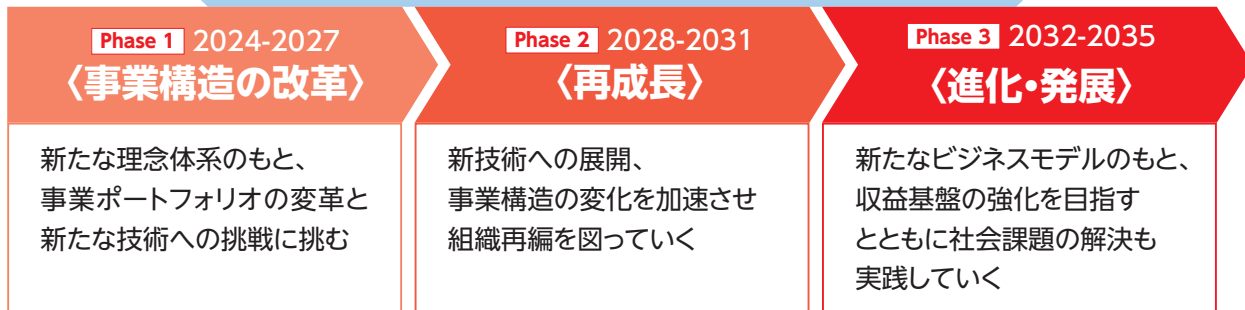 Phase 1 2024-2027
〈事業構造の改革〉
新たな理念体系のもと、
事業ポートフォリオの変革と
新たな技術への挑戦に挑む
Phase 2 2028-2031
〈再成長〉
新技術への展開、
事業構造の変化を加速させ
組織再編を図っていく
Phase 3 2032-2035
〈進化・発展〉
新たなビジネスモデルのもと、
収益基盤の強化を目指す
とともに社会課題の解決も
実践していく